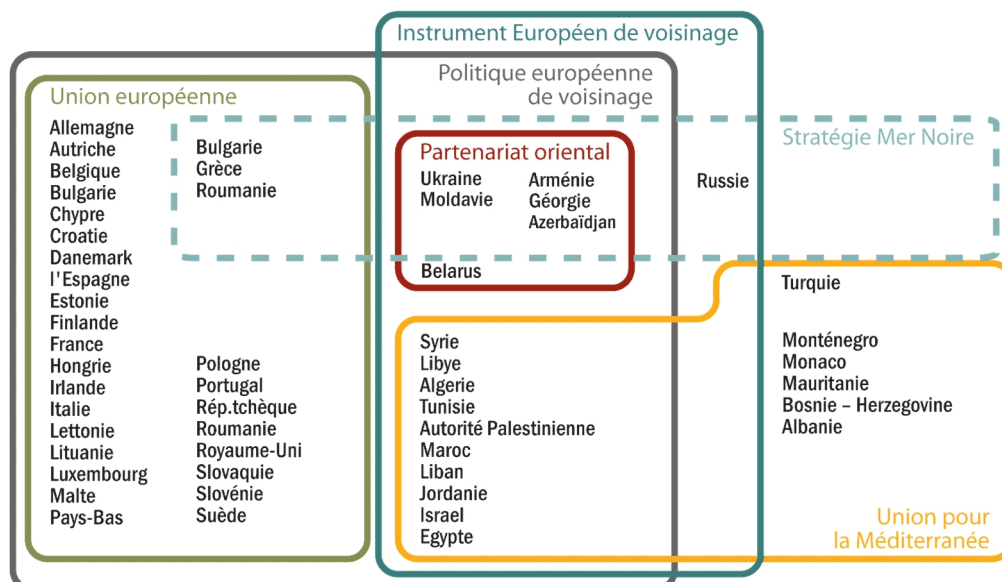 Instrument Européen de voisinage
Politique européenne
de voisinage
Union européenne
Allemagne
Autriche
Belgique
Bulgarie
Chypre
Croatie
Danemark
l'Espagne
Estonie
Finlande
France
Hongrie
Irlande
Italie
Lettonie
Lituanie
Luxembourg
Malte
Pays-Bas
Bulgarie
Grèce
Roumanie
Pologne
Portugal
Rép.tchèque
Roumanie
Royaume-Uni
Slovaquie
Slovénie
Suède
Partenariat oriental
Ukraine
Moldavie
Arménie
Géorgie
Azerbaïdjan
Belarus
Russie
Stratégie Mer Noire
Syrie
Libye
Algerie
Tunisie
Autorité Palestinienne
Maroc
Liban
Jordanie
Israel
Egypte
Turquie
Monténegro
Monaco
Mauritanie
Bosnie – Herzegovine
Albanie
Union pour
la Méditerranée